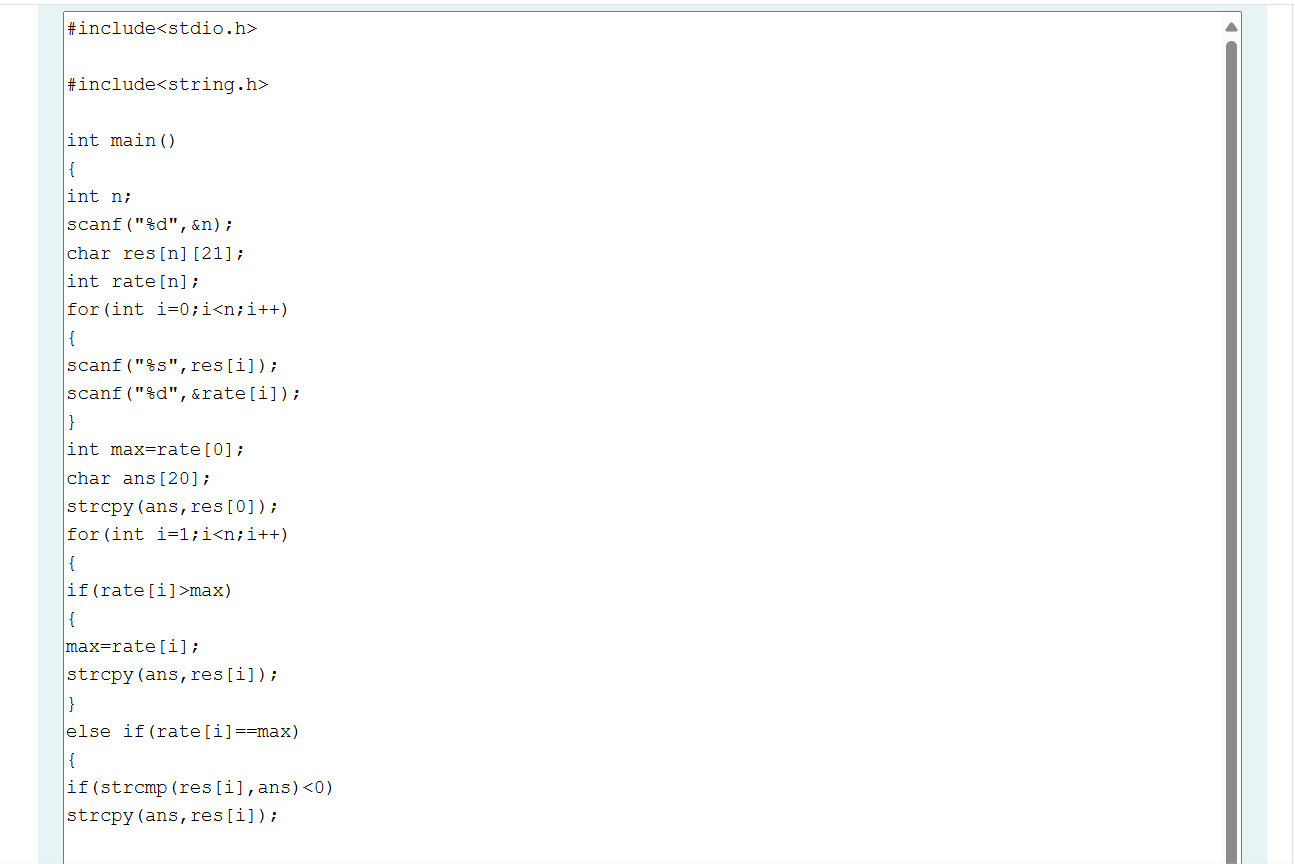 #include<stdio.h>
#include<string.h>
int main()
{
int n;
scanf("%d",&n);
char res[n][21];
int rate[n];
for(int i=0;i<n;i++)
{
scanf("%s",res[i]);
scanf("%d",&rate[i]);
}
int max=rate[0];
char ans[20];
strcpy(ans,res[0]);
for(int i=1;i<n;i++)
{
if(rate[i]>max)
{
max=rate[i];
strcpy(ans,res[i]);
}
else if(rate[i]==max)
{
if(strcmp(res[i],ans)<0)
strcpy(ans,res[i]);